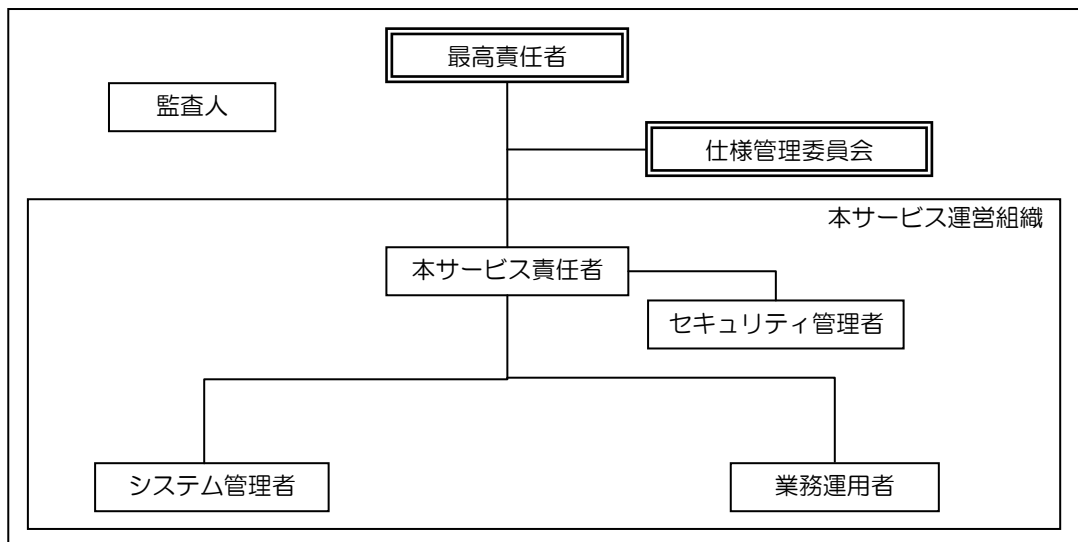 最高責任者
監査人
仕様管理委員会
本サービス運営組織
本サービス責任者
セキュリティ管理者
システム管理者
業務運用者